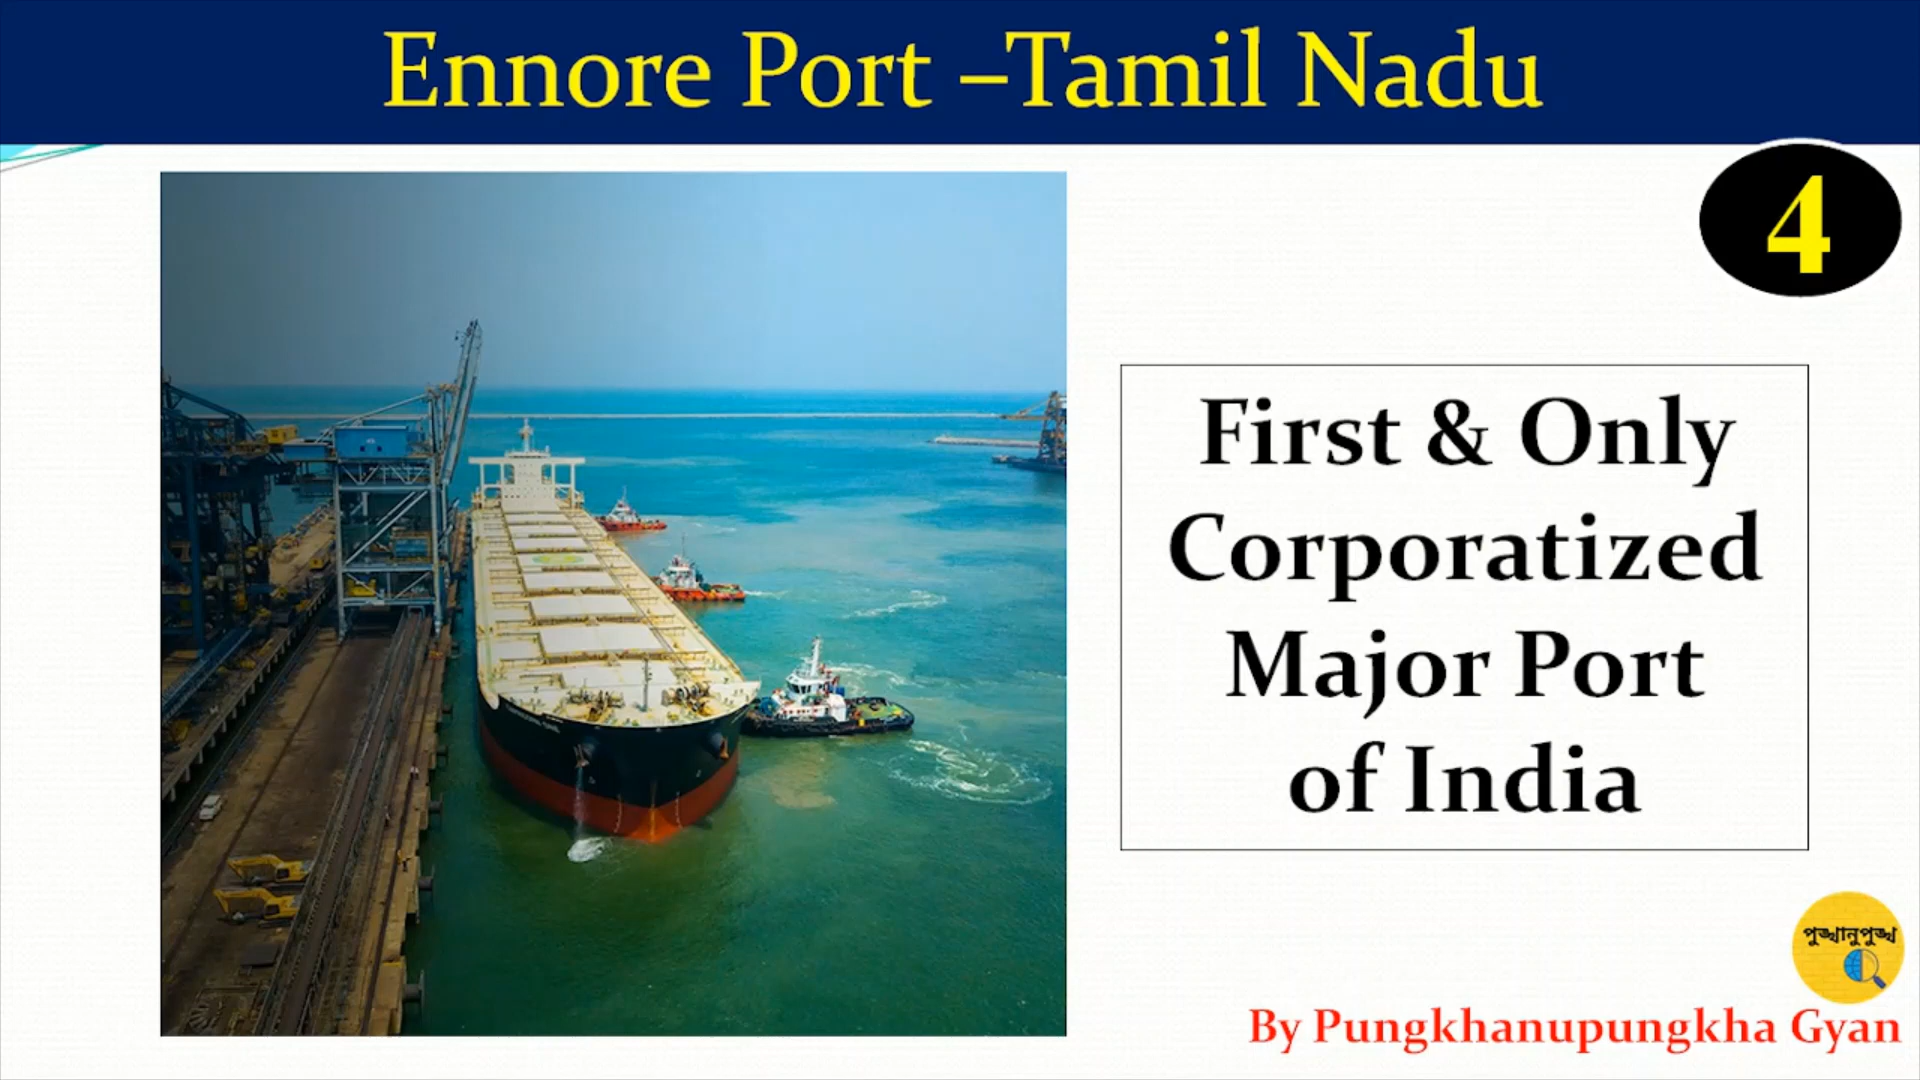 Ennore Port –Tamil Nadu
4
First & Only
Corporatized
Major Port
of India
পুঙ্খানুপুঙ্খ
By Pungkhanupungkha Gyan